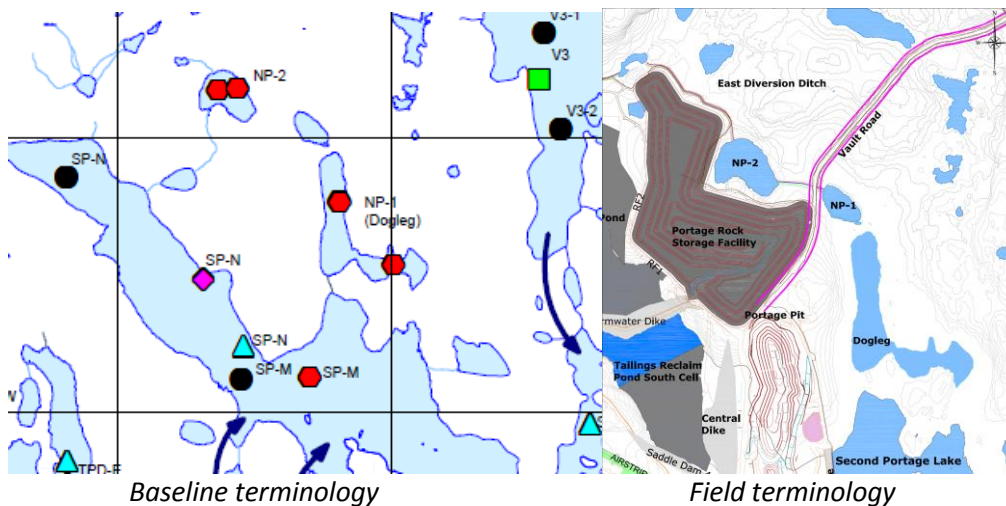 V3-1
V3
NP-2
V3-2
SP-N
NP-1
(Dogleg)
SP-N
SP-N
SP-M
SP-M
TPD-E
East Diversion Ditch
NP-2
Vault Road
NP-1
RF2
Pond
Portage Rock
Storage Facility
RF1
Portage Pit
rmwater Dike
Dogleg
Tailings Reclaim
Pond South Cell
Central
Dike
Second Portage Lake
Saddle Dam
AIRSTRIP
Baseline terminology
Field terminology